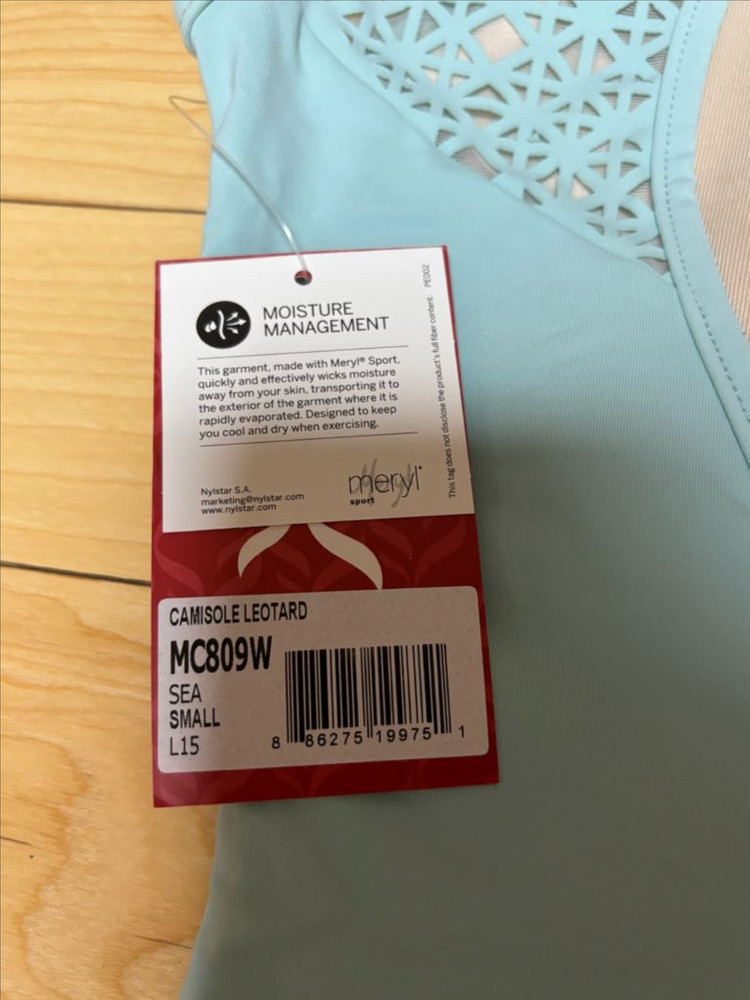 MOISTURE
MANAGEMENT
This garment, made with Meryl® Sport,
quickly and effectively wicks moisture
away from your skin, transporting it to
the exterior of the garment where it is
rapidly evaporated. Designed to keep
you cool and dry when exercising.
Nylstar S.A.
marketing@nylstar.com
www.nylstar.com
meryl®
sport
This tag does not disclose the product's full fiber content. PE002
CAMISOLE LEOTARD
MC809W
SEA
SMALL
L15
8 86275 19975 1